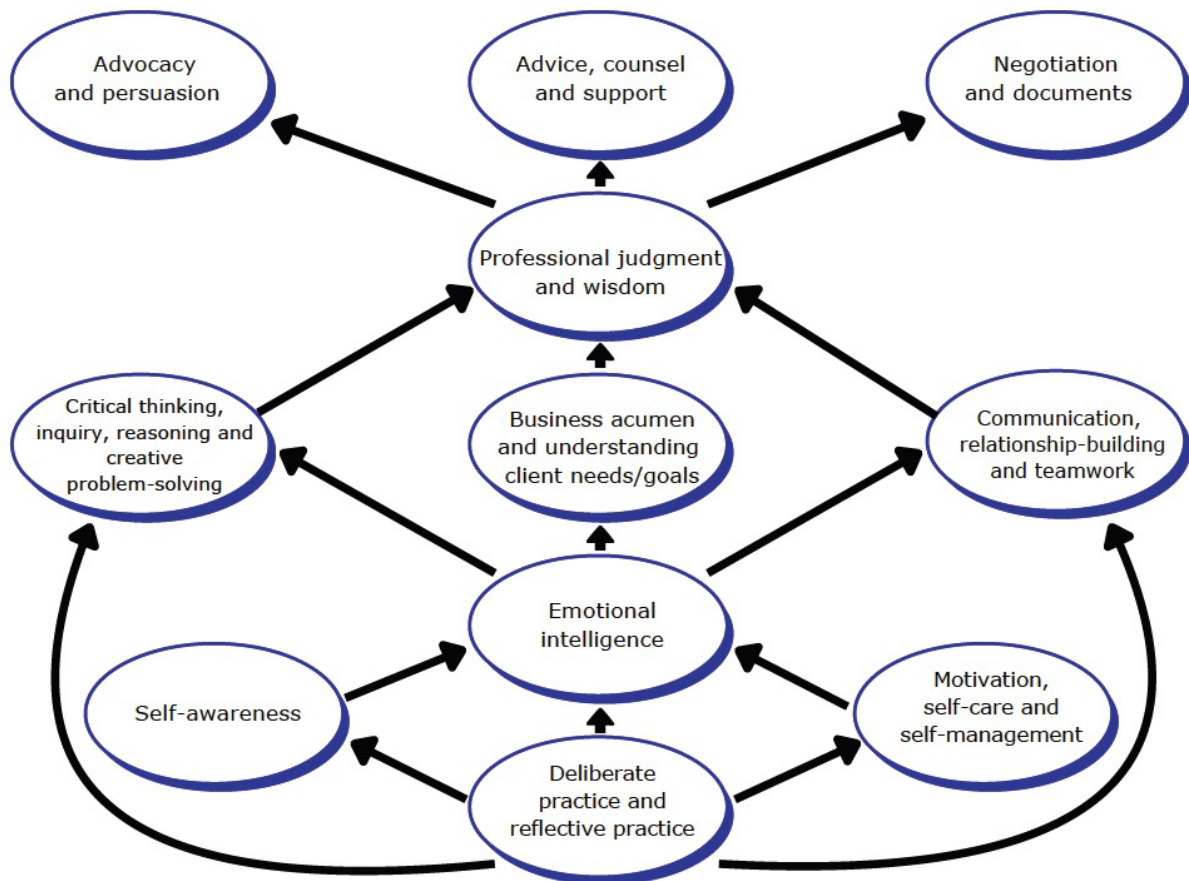 Advocacy
and persuasion
Advice, counsel
and support
Negotiation
and documents
Professional judgment
and wisdom
Critical thinking,
inquiry, reasoning and
creative
problem-solving
Business acumen
and understanding
client needs/goals
Communication,
relationship-building
and teamwork
Emotional
intelligence
Self-awareness
Motivation,
self-care and
self-management
Deliberate
practice and
reflective practice